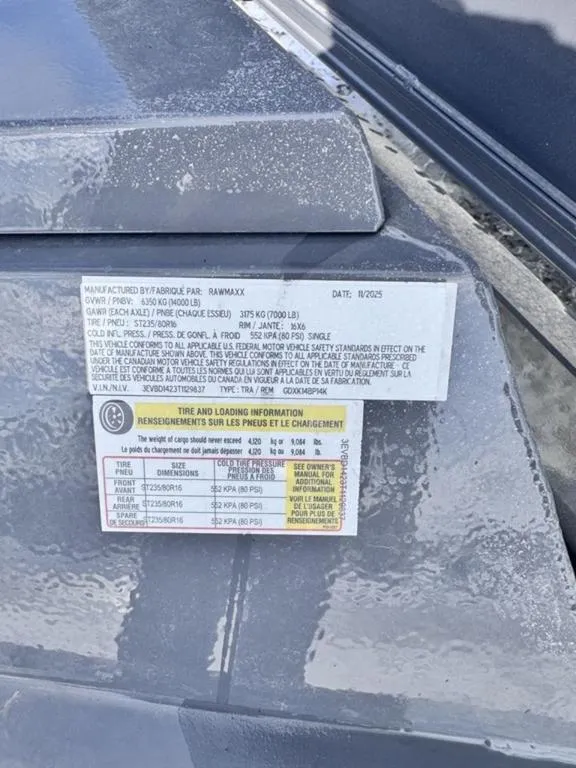 MANUFACTURED BY/FABRIQUÉ PAR: RAWMAXX DATE: 11/2025
GVWR / PNBV: 6350 KG (14000 LB)
GAWR (EACH AXLE) / PNBE (CHAQUE ESSIEU) 3175 KG (7000 LB)
TIRE / PNEU: ST235/80R16 RIM / JANTE: 16X6
COLD INFL. PRESS. / PRESS. DE GONFL. À FROID 552 KPA (80 PSI) SINGLE
THIS VEHICLE CONFORMS TO ALL APPLICABLE U.S. FEDERAL MOTOR VEHICLE SAFETY STANDARDS IN EFFECT ON THE
DATE OF MANUFACTURE SHOWN ABOVE. THIS VEHICLE CONFORMS TO ALL APPLICABLE STANDARDS PRESCRIBED
UNDER THE CANADIAN MOTOR VEHICLE SAFETY REGULATIONS IN EFFECT ON THE DATE OF MANUFACTURE - CE
VÉHICULE EST CONFORME À TOUTES LES NORMES QUI LUI SONT APPLICABLES EN VERTU DU RÈGLEMENT SUR LA
SÉCURITÉ DES VÉHICULES AUTOMOBILES DU CANADA EN VIGUEUR À LA DATE DE SA FABRICATION.
V.I.N./N.I.V. 3EVBD1423T1129837 TYPE: TRA / REM GDXK14BP14K
TIRE AND LOADING INFORMATION
RENSEIGNEMENTS SUR LES PNEUS ET LE CHARGEMENT
The weight of cargo should never exceed 4,120 kg or 9,084 lbs.
Le poids du chargement ne doit jamais dépasser 4,120 kg or 9,084 lb.
TIRE SIZE COLD TIRE PRESSURE SEE OWNER'S
PNEU DIMENSIONS PRESSION DES MANUAL FOR
PNEUS À FROID ADDITIONAL
FRONT ST235/80R16 552 KPA (80 PSI) INFORMATION
AVANT
REAR ST235/80R16 552 KPA (80 PSI) VOIR LE MANUEL
ARRIÈRE DE L'USAGER
SPARE ST235/80R16 552 KPA (80 PSI) POUR PLUS DE
DE SECOURS RENSEIGNEMENTS
3EVBD1423T1129837